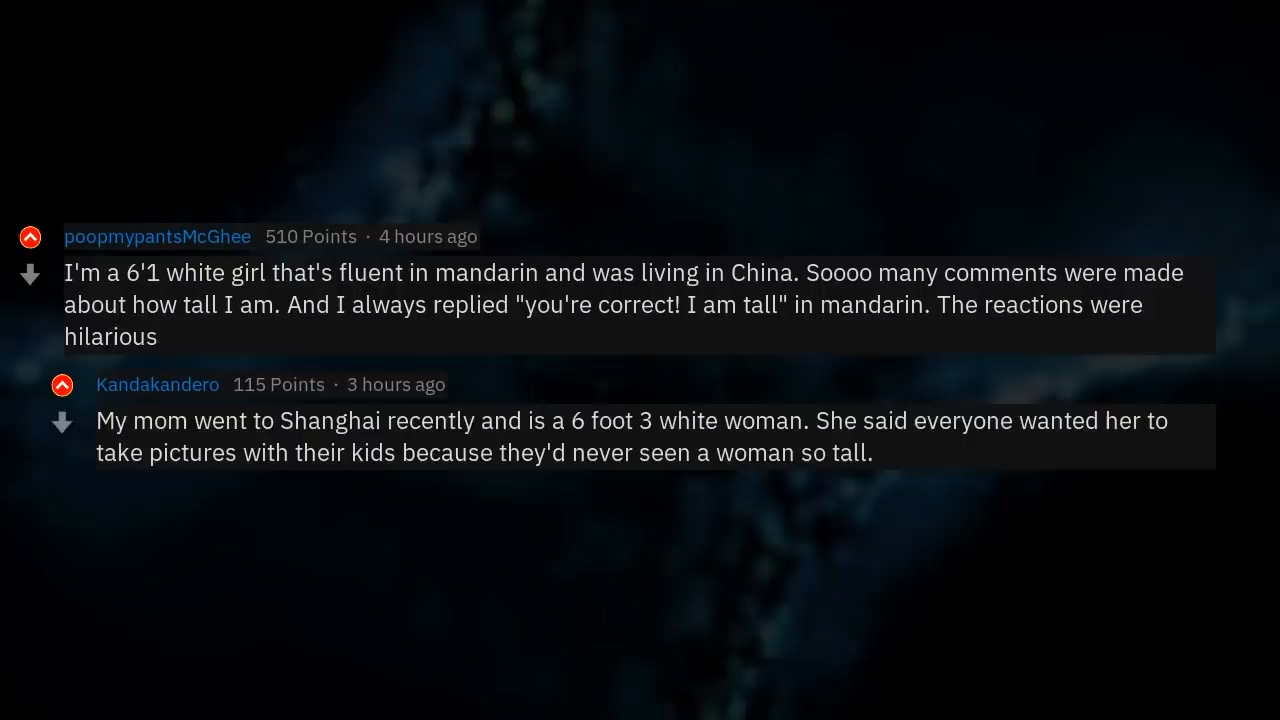 poopmypantsMcGhee 510 Points · 4 hours ago
I'm a 6'1 white girl that's fluent in mandarin and was living in China. Soooo many comments were made
about how tall I am. And I always replied "you're correct! I am tall" in mandarin. The reactions were
hilarious
Kandakandero 115 Points · 3 hours ago
My mom went to Shanghai recently and is a 6 foot 3 white woman. She said everyone wanted her to
take pictures with their kids because they'd never seen a woman so tall.